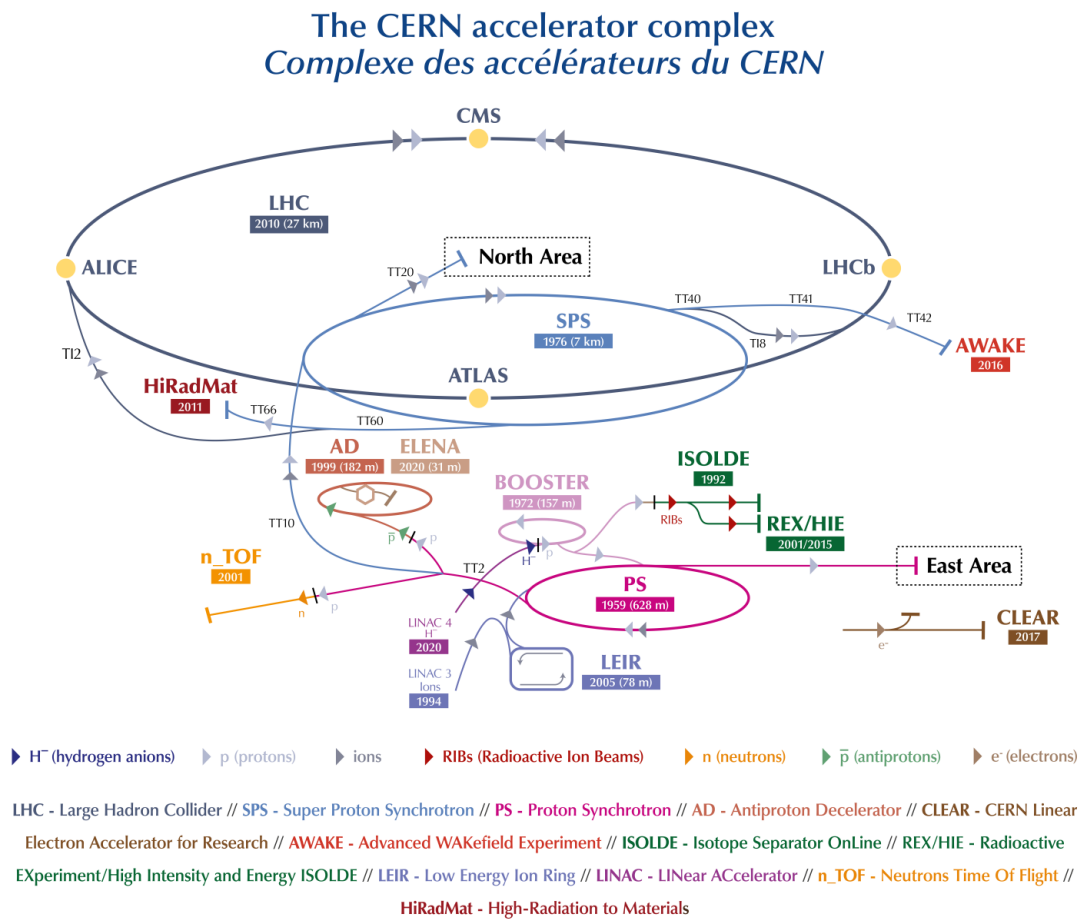 The CERN accelerator complex
Complexe des accélérateurs du CERN
CMS
LHC
2010 (27 km)
ALICE
TT20
North Area
LHCb
SPS
1976 (7 km)
TT40
TT41
TT42
TI8
AWAKE
2016
TI2
ATLAS
HiRadMat
2011
TT66
TT60
AD
1999 (182 m)
ELENA
2020 (31 m)
BOOSTER
1972 (157 m)
ISOLDE
1992
RIBs
REX/HIE
2001/2015
TT10
p̅
p
H⁻
p
n_TOF
2001
n
p
TT2
PS
1959 (628 m)
East Area
LINAC 4
H⁻
2020
LINAC 3
Ions
1994
LEIR
2005 (78 m)
e⁻
CLEAR
2017
H⁻ (hydrogen anions)
p (protons)
ions
RIBs (Radioactive Ion Beams)
n (neutrons)
p̅ (antiprotons)
e⁻ (electrons)
LHC - Large Hadron Collider // SPS - Super Proton Synchrotron // PS - Proton Synchrotron // AD - Antiproton Decelerator // CLEAR - CERN Linear
Electron Accelerator for Research // AWAKE - Advanced WAKefield Experiment // ISOLDE - Isotope Separator OnLine // REX/HIE - Radioactive
EXperiment/High Intensity and Energy ISOLDE // LEIR - Low Energy Ion Ring // LINAC - LINear ACcelerator // n_TOF - Neutrons Time Of Flight //
HiRadMat - High-Radiation to Materials